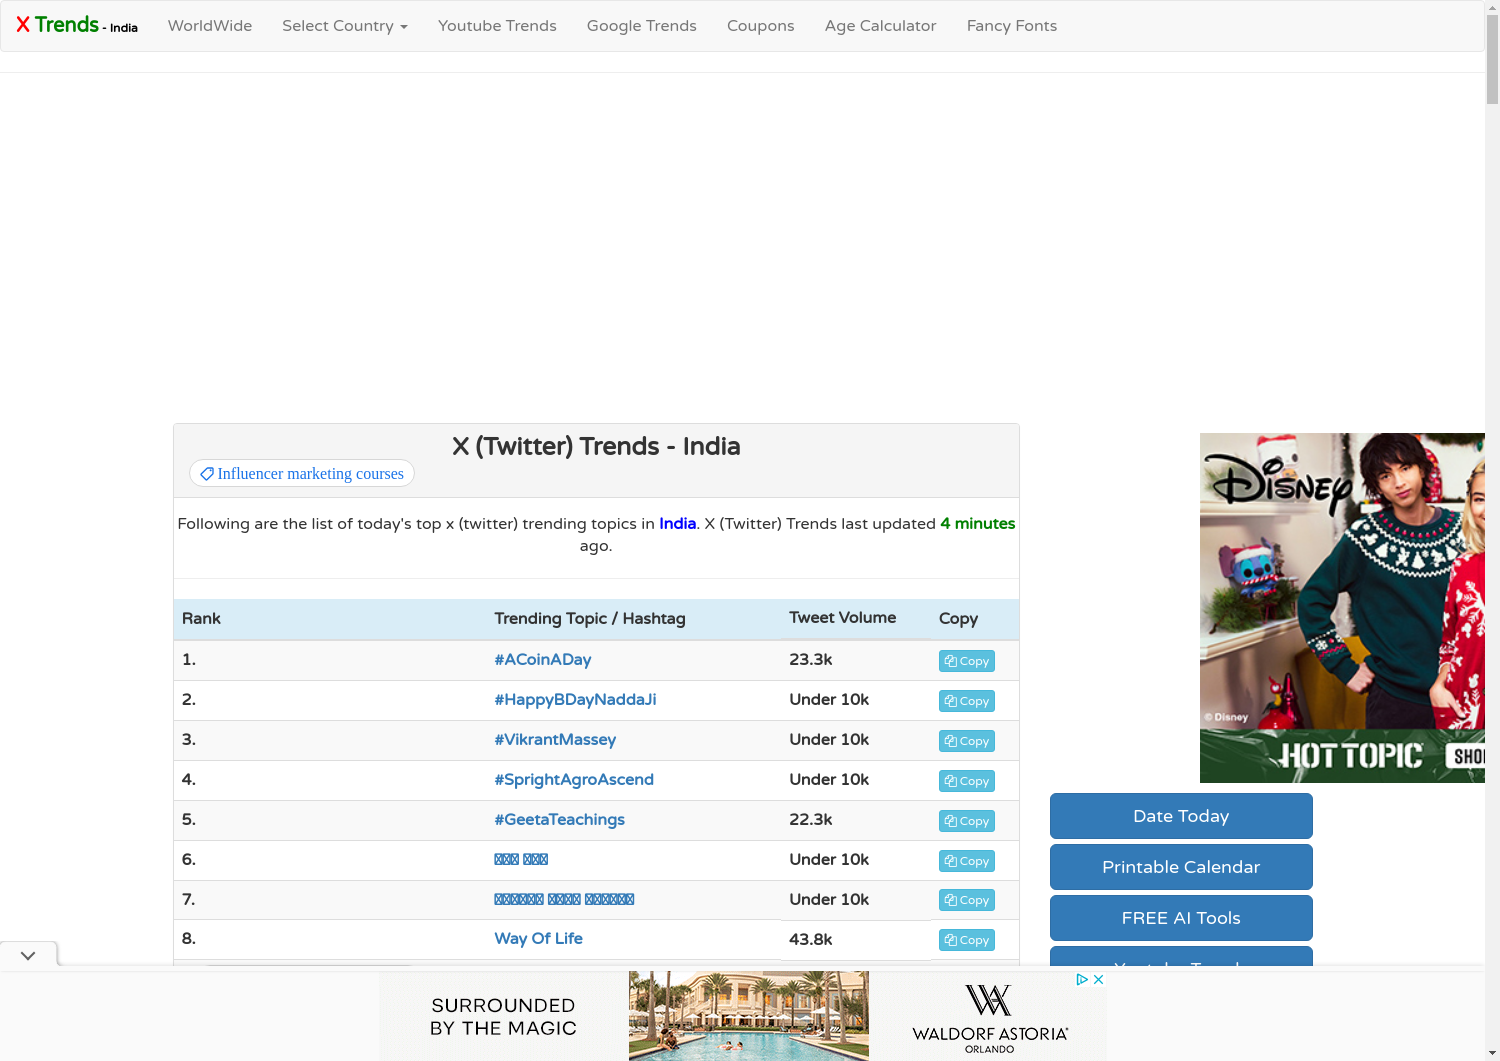 X Trends - India
WorldWide
Select Country
Youtube Trends
Google Trends
Coupons
Age Calculator
Fancy Fonts
X (Twitter) Trends - India
Influencer marketing courses
Following are the list of today's top x (twitter) trending topics in India. X (Twitter) Trends last updated 4 minutes
ago.
Rank Trending Topic / Hashtag Tweet Volume Copy
1. #ACoinADay 23.3k Copy
2. #HappyBDayNaddaJi Under 10k Copy
3. #VikrantMassey Under 10k Copy
4. #SprightAgroAscend Under 10k Copy
5. #GeetaTeachings 22.3k Copy
6. Under 10k Copy
7. Under 10k Copy
8. Way Of Life 43.8k Copy
DISNEY
© Disney
HOT TOPIC
Date Today
Printable Calendar
FREE AI Tools
SURROUNDED
BY THE MAGIC
WALDORF ASTORIA
ORLANDO